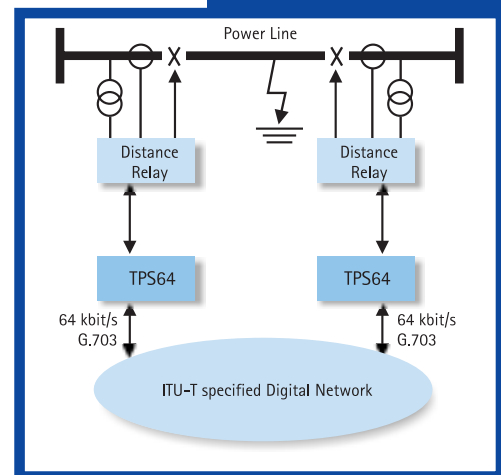 Power Line
Distance
Relay
Distance
Relay
TPS64
TPS64
64 kbit/s
G.703
64 kbit/s
G.703
ITU-T specified Digital Network